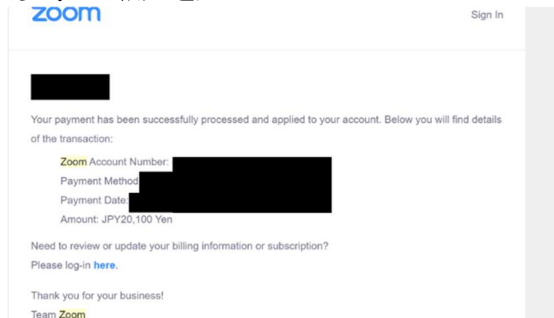 zoom
Sign In
Your payment has been successfully processed and applied to your account. Below you will find details
of the transaction:
Zoom Account Number:
Payment Method
Payment Date:
Amount: JPY20,100 Yen
Need to review or update your billing information or subscription?
Please log-in here.
Thank you for your business!
Team Zoom